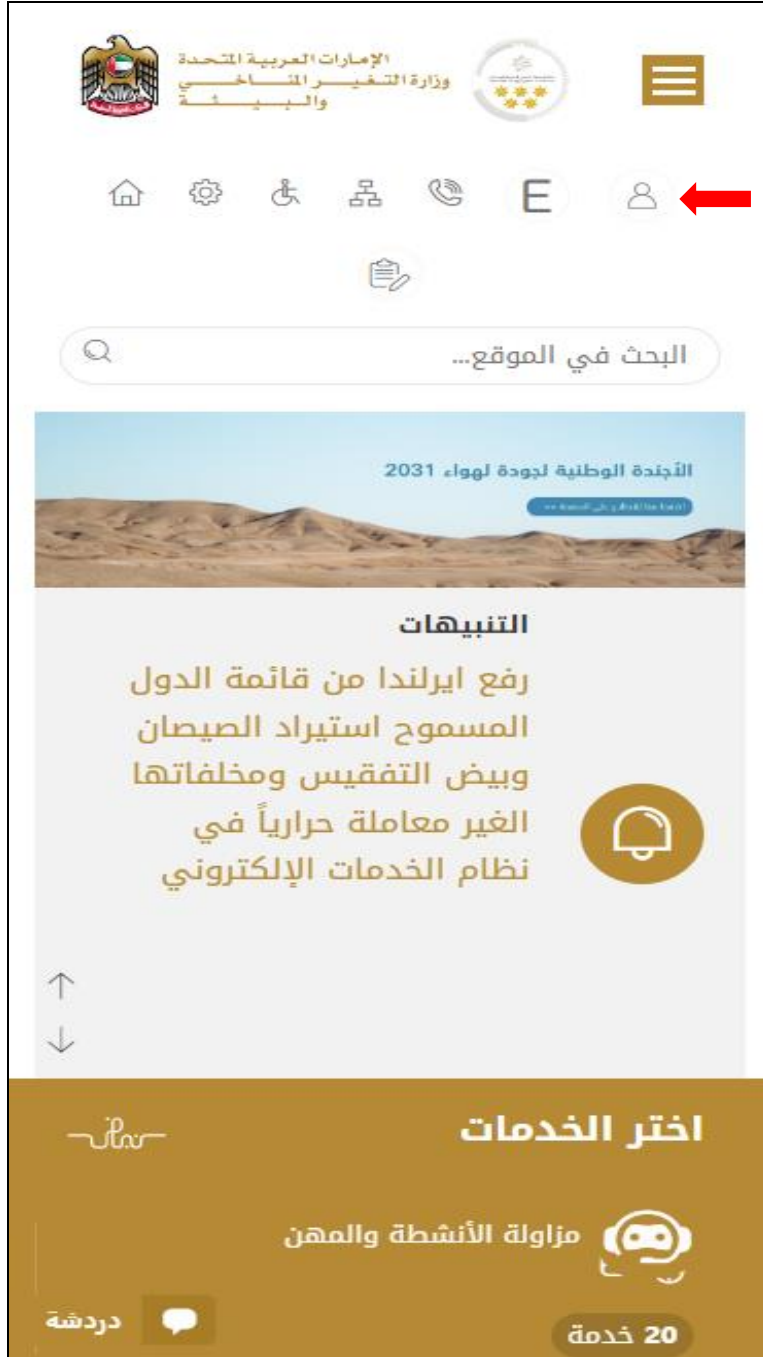 الإمارات العربية المتحدة
وزارة التغيير المناخي
والبيئة
E
البحث في الموقع...
الأجندة الوطنية لجودة لهواء 2031
التنبيهات
رفع ايرلندا من قائمة الدول
المسموح استيراد الصيصان
وبيض التفقيس ومخلفاتها
الغير معاملة حرارياً في
نظام الخدمات الإلكتروني
اختر الخدمات
مزاولة الأنشطة والمهن
20 خدمة
دردشة